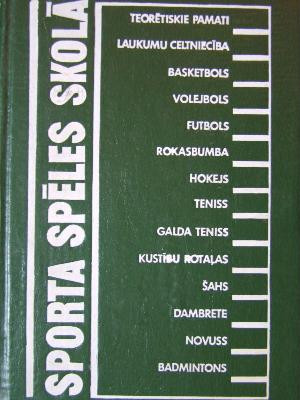 SPORTA SPĒLES SKOLĀ
TEORĒTISKIE PAMATI
LAUKUMU CELTNIECĪBA
BASKETBOLS
VOLEJBOLS
FUTBOLS
ROKASBUMBA
HOKEJS
TENISS
GALDA TENISS
KUSTĪBU ROTAĻAS
ŠAHS
DAMBRETE
NOVUSS
BADMINTONS